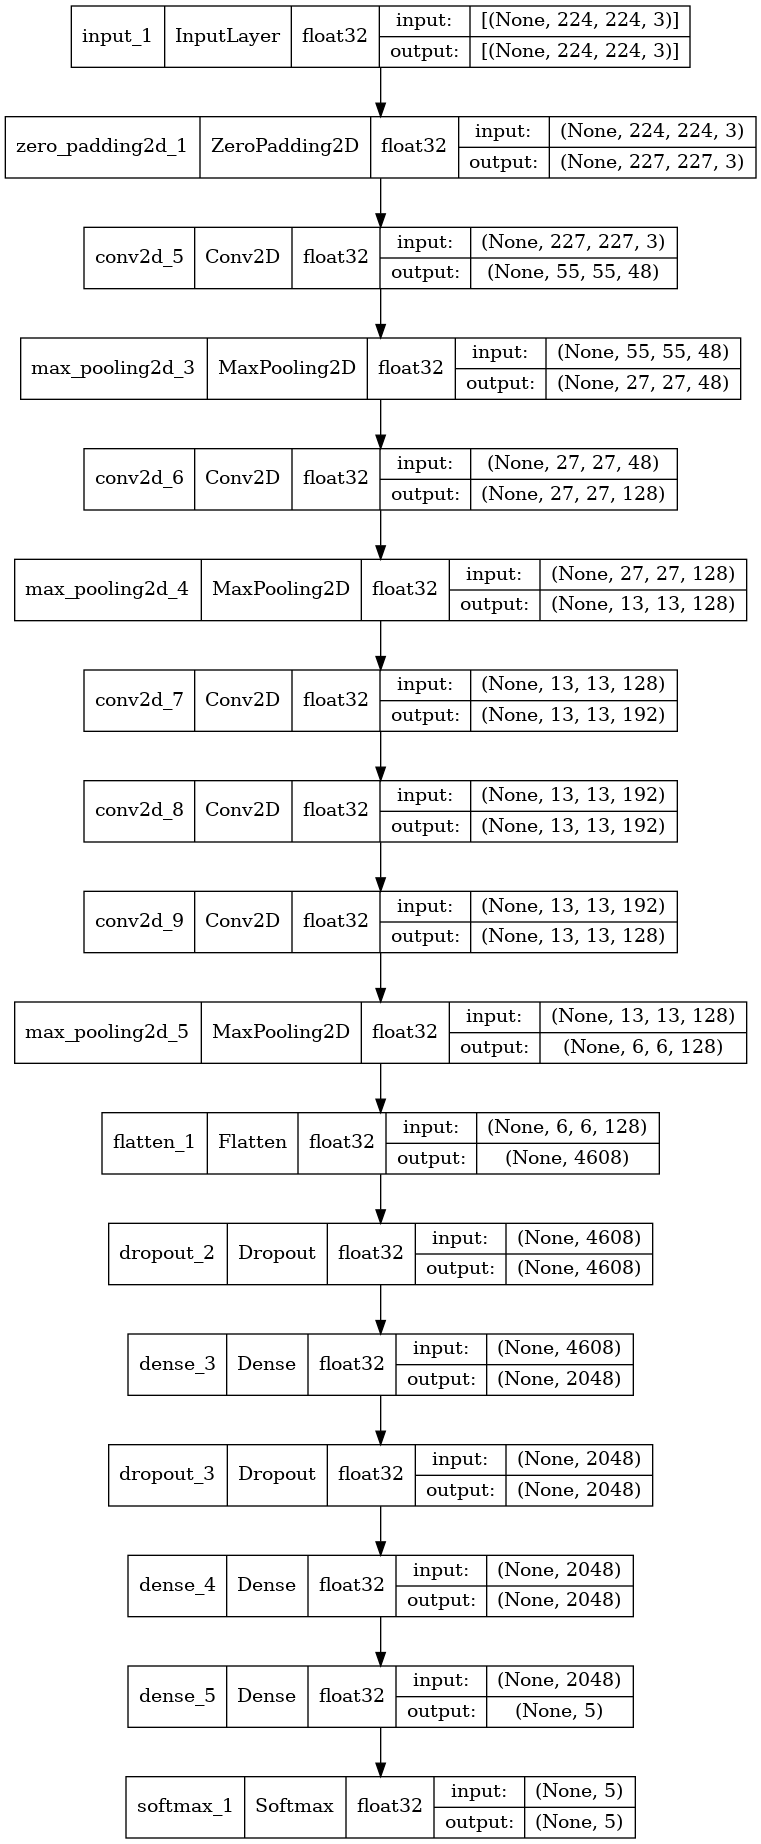 input_1 InputLayer float32 input: [(None, 224, 224, 3)]
output: [(None, 224, 224, 3)]
zero_padding2d_1 ZeroPadding2D float32 input: (None, 224, 224, 3)
output: (None, 227, 227, 3)
conv2d_5 Conv2D float32 input: (None, 227, 227, 3)
output: (None, 55, 55, 48)
max_pooling2d_3 MaxPooling2D float32 input: (None, 55, 55, 48)
output: (None, 27, 27, 48)
conv2d_6 Conv2D float32 input: (None, 27, 27, 48)
output: (None, 27, 27, 128)
max_pooling2d_4 MaxPooling2D float32 input: (None, 27, 27, 128)
output: (None, 13, 13, 128)
conv2d_7 Conv2D float32 input: (None, 13, 13, 128)
output: (None, 13, 13, 192)
conv2d_8 Conv2D float32 input: (None, 13, 13, 192)
output: (None, 13, 13, 192)
conv2d_9 Conv2D float32 input: (None, 13, 13, 192)
output: (None, 13, 13, 128)
max_pooling2d_5 MaxPooling2D float32 input: (None, 13, 13, 128)
output: (None, 6, 6, 128)
flatten_1 Flatten float32 input: (None, 6, 6, 128)
output: (None, 4608)
dropout_2 Dropout float32 input: (None, 4608)
output: (None, 4608)
dense_3 Dense float32 input: (None, 4608)
output: (None, 2048)
dropout_3 Dropout float32 input: (None, 2048)
output: (None, 2048)
dense_4 Dense float32 input: (None, 2048)
output: (None, 2048)
dense_5 Dense float32 input: (None, 2048)
output: (None, 5)
softmax_1 Softmax float32 input: (None, 5)
output: (None, 5)